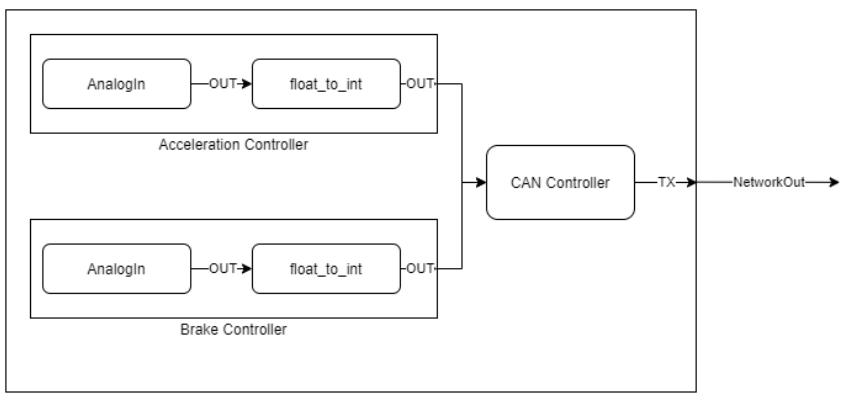 AnalogIn
OUT
float_to_int
OUT
Acceleration Controller
CAN Controller
TX
NetworkOut
AnalogIn
OUT
float_to_int
OUT
Brake Controller